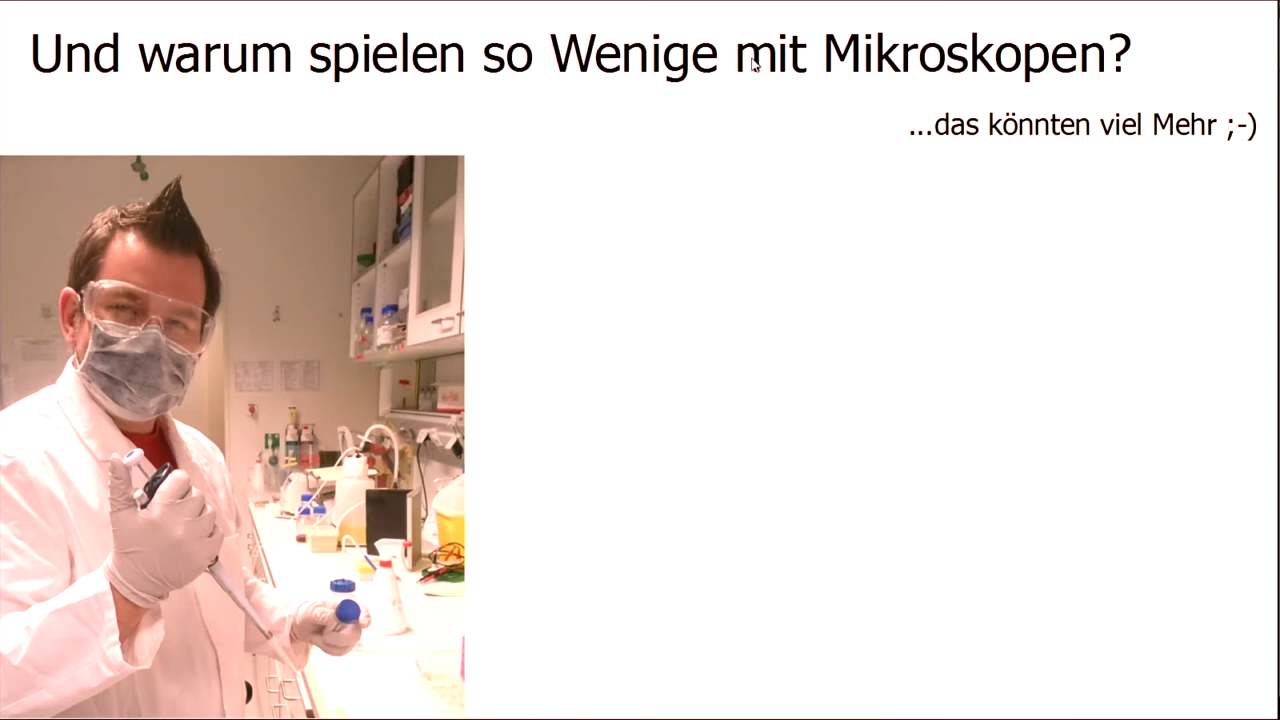 Und warum spielen so Wenige mit Mikroskopen?
...das könnten viel Mehr ;-)